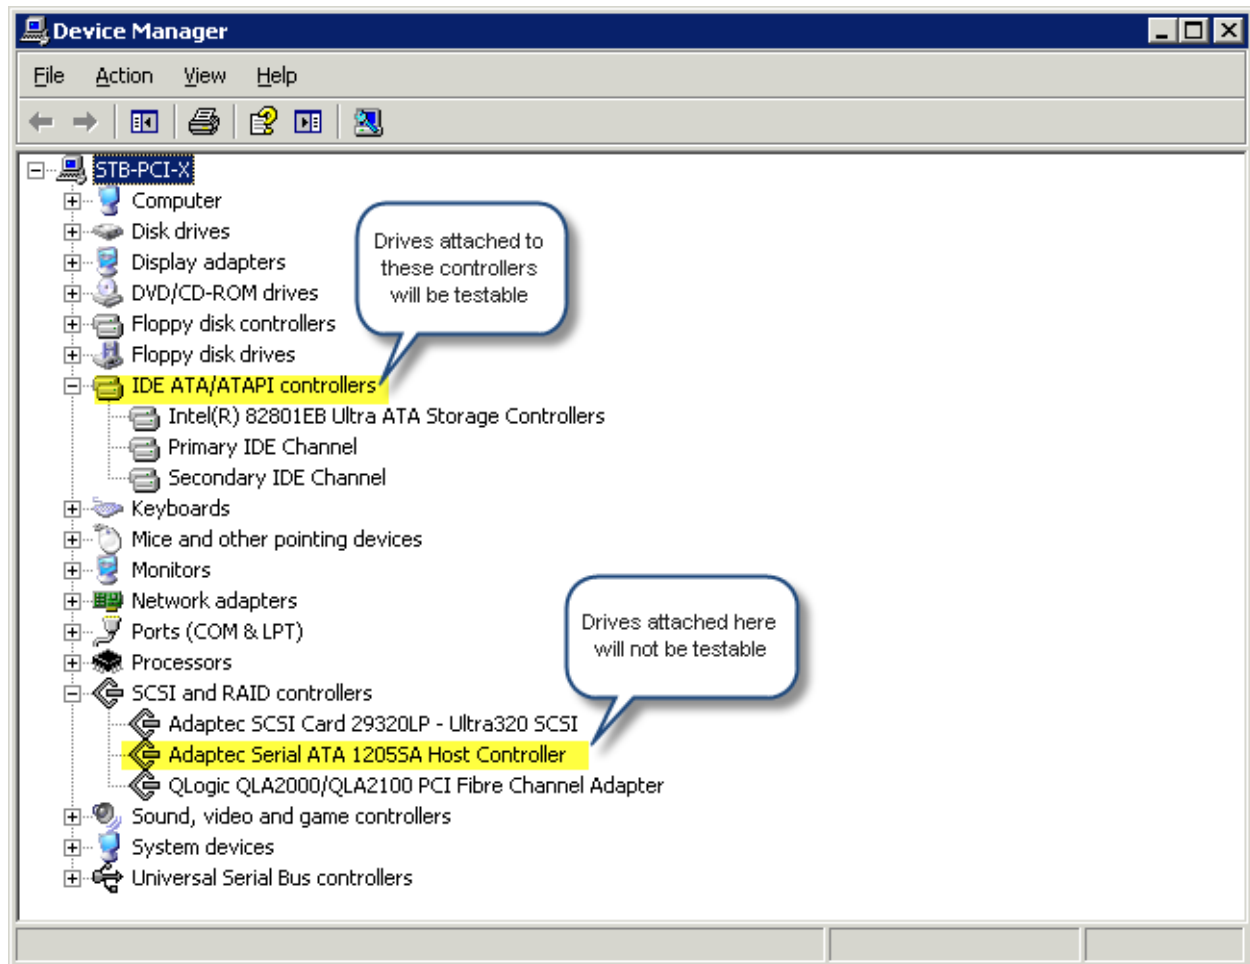 Device Manager
File Action View Help
STB-PCI-X
Computer
Disk drives
Display adapters
DVD/CD-ROM drives
Floppy disk controllers
Floppy disk drives
IDE ATA/ATAPI controllers
Intel(R) 82801EB Ultra ATA Storage Controllers
Primary IDE Channel
Secondary IDE Channel
Keyboards
Mice and other pointing devices
Monitors
Network adapters
Ports (COM & LPT)
Processors
SCSI and RAID controllers
Adaptec SCSI Card 29320LP - Ultra320 SCSI
Adaptec Serial ATA 1205SA Host Controller
QLogic QLA2000/QLA2100 PCI Fibre Channel Adapter
Sound, video and game controllers
System devices
Universal Serial Bus controllers
Drives attached to
these controllers
will be testable
Drives attached here
will not be testable